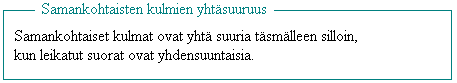 Samankohtaisten kulmien yhtäsuuruus
Samankohtaiset kulmat ovat yhtä suuria täsmälleen silloin,
kun leikatut suorat ovat yhdensuuntaisia.